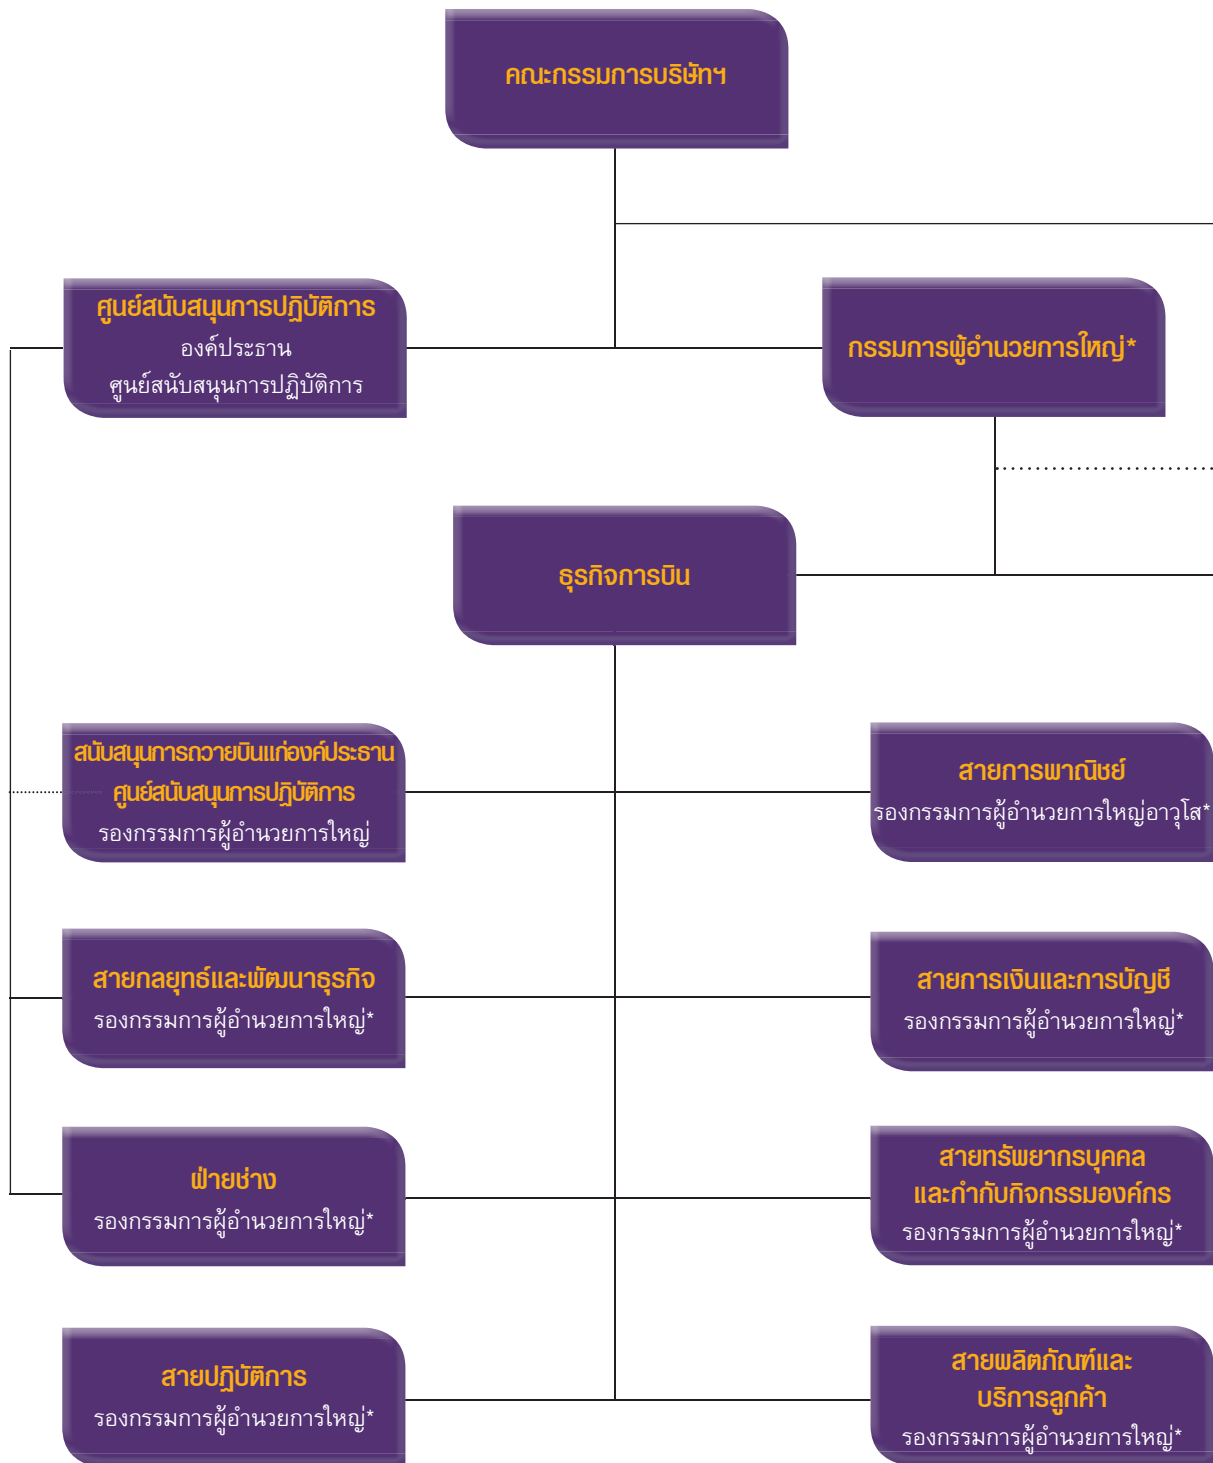 คณะกรรมการบริษัทฯ
ศูนย์สนับสนุนการปฏิบัติการ
องค์ประธาน
ศูนย์สนับสนุนการปฏิบัติการ
กรรมการผู้อำนวยการใหญ่*
ธุรกิจการบิน
สนับสนุนการถวายบินแก่องค์ประธาน
ศูนย์สนับสนุนการปฏิบัติการ
รองกรรมการผู้อำนวยการใหญ่
สายการพาณิชย์
รองกรรมการผู้อำนวยการใหญ่อาวุโส*
สายกลยุทธ์และพัฒนาธุรกิจ
รองกรรมการผู้อำนวยการใหญ่*
สายการเงินและการบัญชี
รองกรรมการผู้อำนวยการใหญ่*
ฝ่ายช่าง
รองกรรมการผู้อำนวยการใหญ่*
สายทรัพยากรบุคคล
และกำกับกิจกรรมองค์กร
รองกรรมการผู้อำนวยการใหญ่*
สายปฏิบัติการ
รองกรรมการผู้อำนวยการใหญ่*
สายผลิตภัณฑ์และ
บริการลูกค้า
รองกรรมการผู้อำนวยการใหญ่*